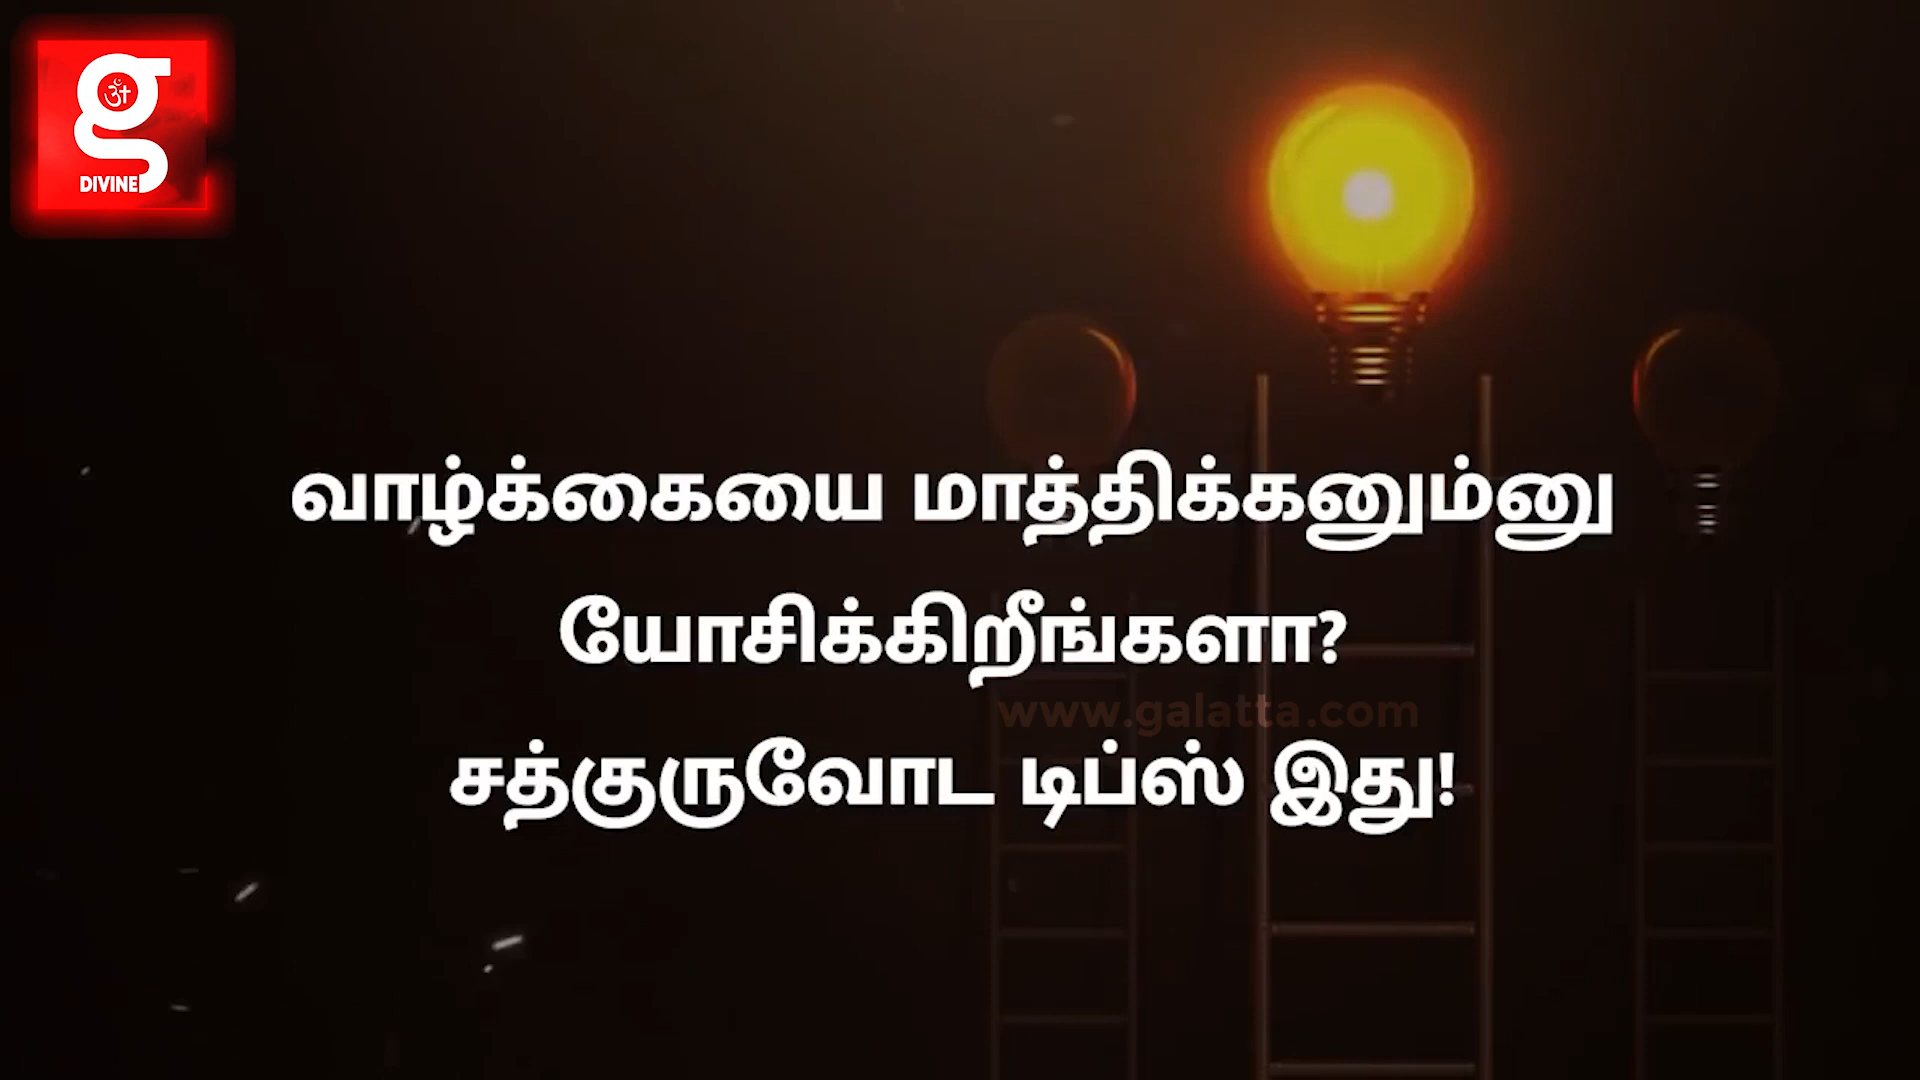 DIVINE
வாழ்க்கையை மாத்திக்கனும்னு
யோசிக்கிறீங்களா?
www.galatta.com
சத்குருவோட டிப்ஸ் இது!